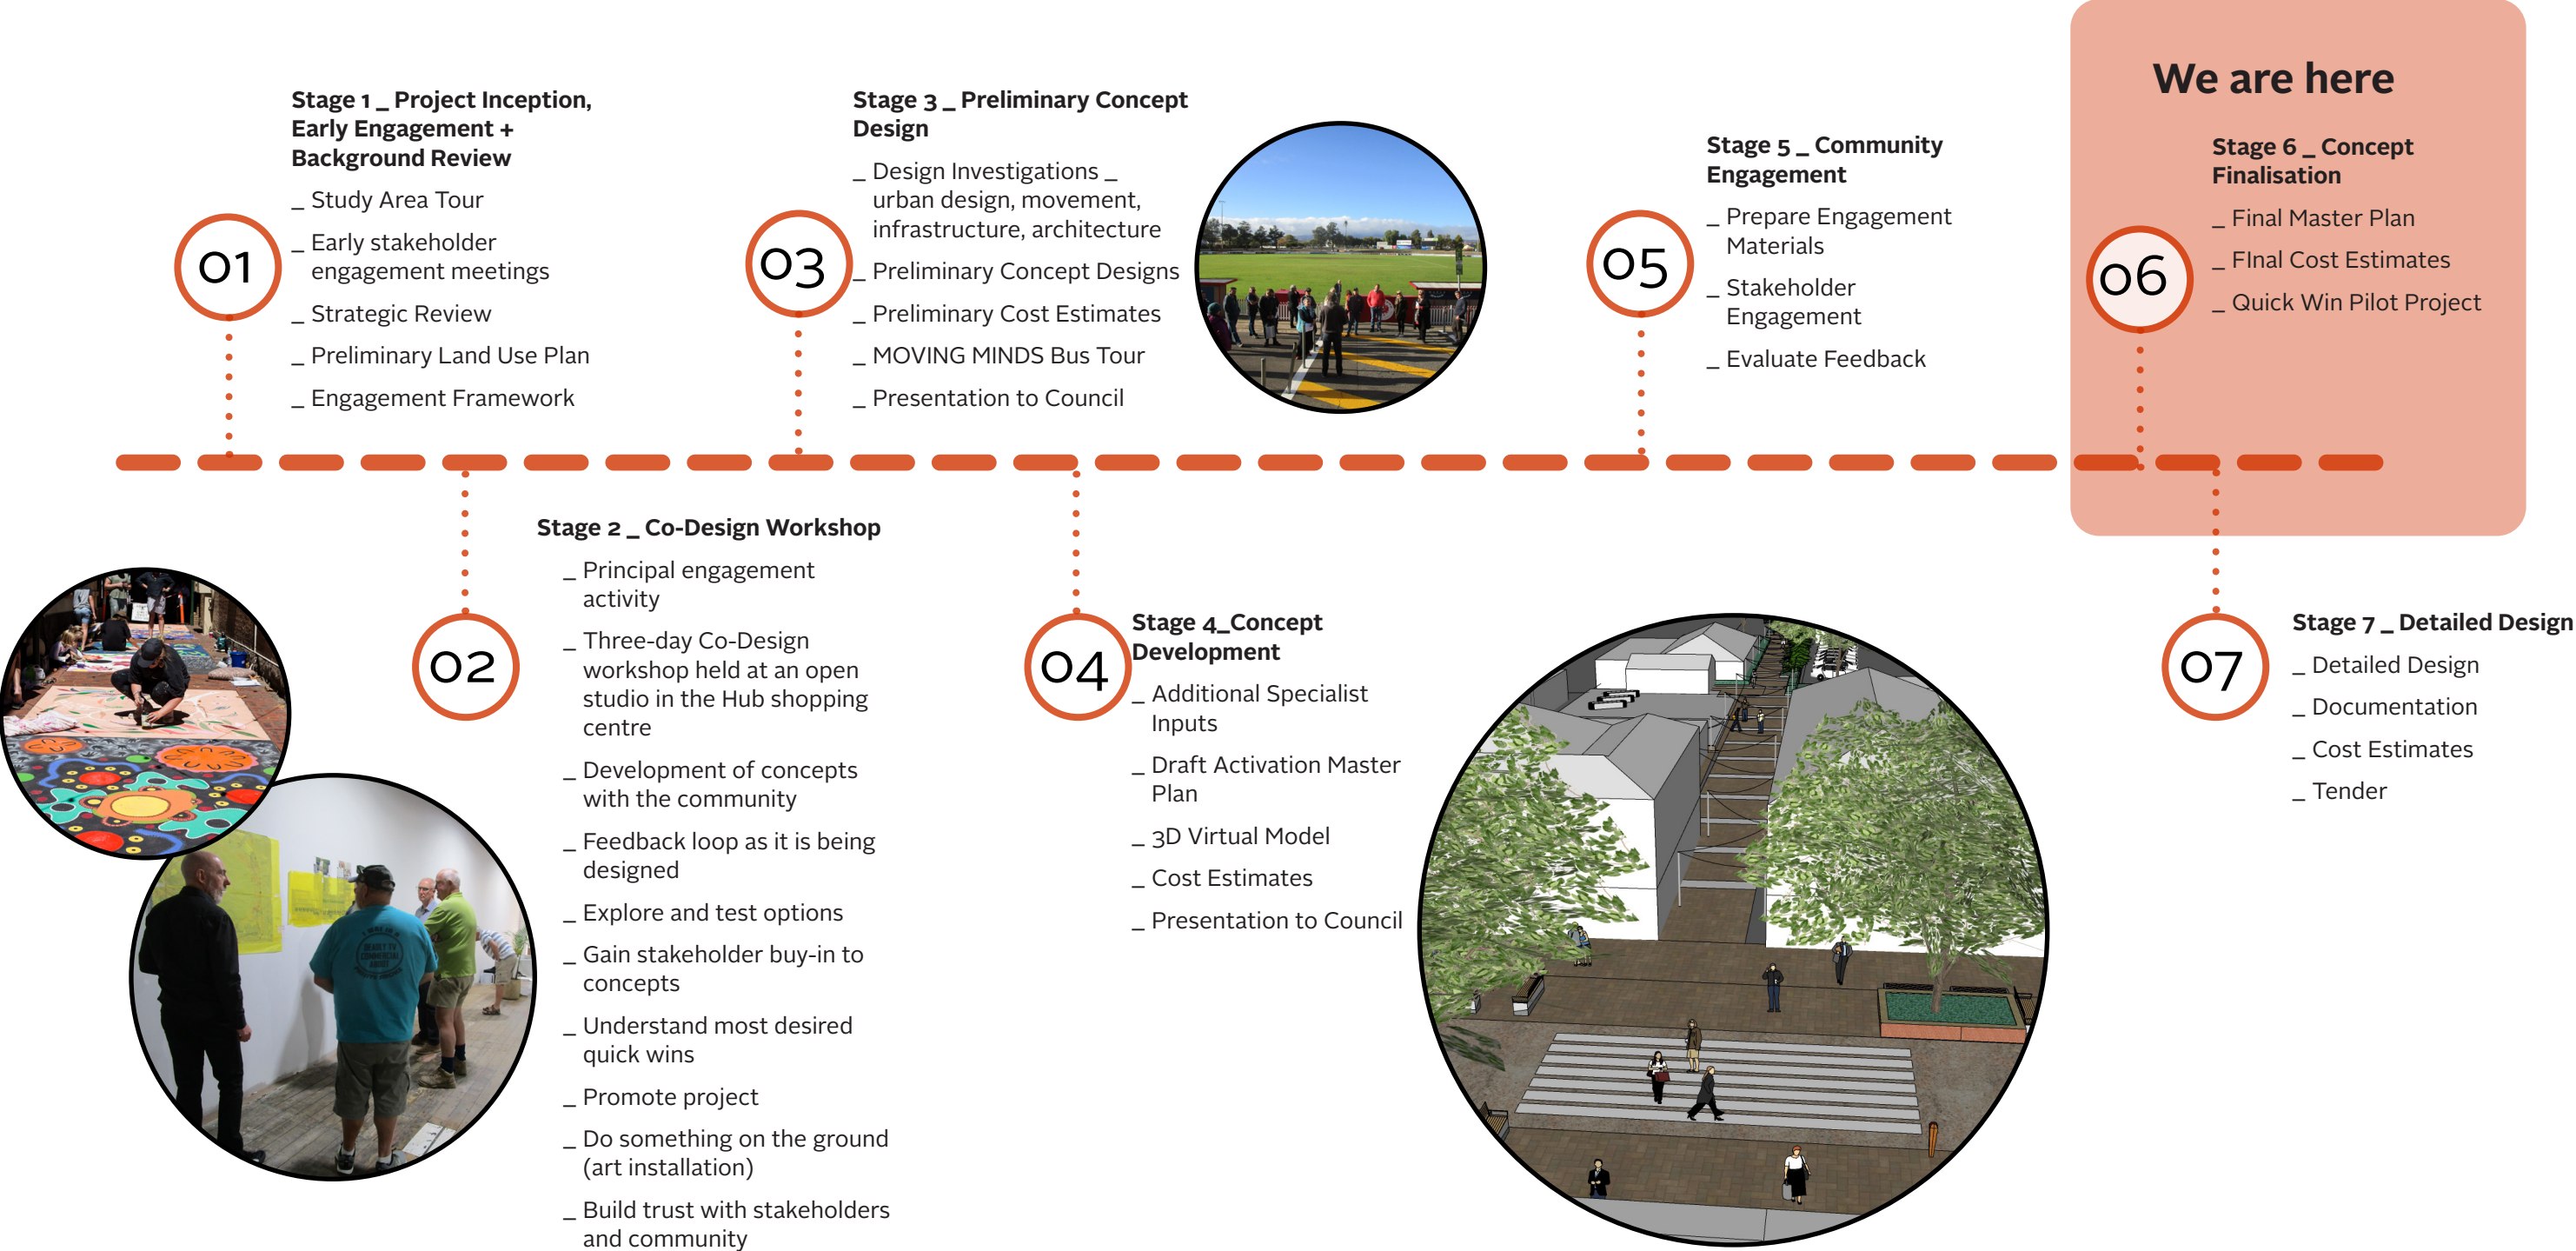 We are here
01
Stage 1 _ Project Inception,
Early Engagement +
Background Review
_ Study Area Tour
_ Early stakeholder
engagement meetings
_ Strategic Review
_ Preliminary Land Use Plan
_ Engagement Framework
02
Stage 2 _ Co-Design Workshop
_ Principal engagement
activity
_ Three-day Co-Design
workshop held at an open
studio in the Hub shopping
centre
_ Development of concepts
with the community
_ Feedback loop as it is being
designed
_ Explore and test options
_ Gain stakeholder buy-in to
concepts
_ Understand most desired
quick wins
_ Promote project
_ Do something on the ground
(art installation)
_ Build trust with stakeholders
and community
03
Stage 3 _ Preliminary Concept
Design
_ Design Investigations _
urban design, movement,
infrastructure, architecture
_ Preliminary Concept Designs
_ Preliminary Cost Estimates
_ MOVING MINDS Bus Tour
_ Presentation to Council
04
Stage 4_Concept
Development
_ Additional Specialist
Inputs
_ Draft Activation Master
Plan
_ 3D Virtual Model
_ Cost Estimates
_ Presentation to Council
05
Stage 5 _ Community
Engagement
_ Prepare Engagement
Materials
_ Stakeholder
Engagement
_ Evaluate Feedback
06
Stage 6 _ Concept
Finalisation
_ Final Master Plan
_ FInal Cost Estimates
_ Quick Win Pilot Project
07
Stage 7 _ Detailed Design
_ Detailed Design
_ Documentation
_ Cost Estimates
_ Tender
I WAS IN A
DEADLY TV
COMMERCIAL
ABOUT